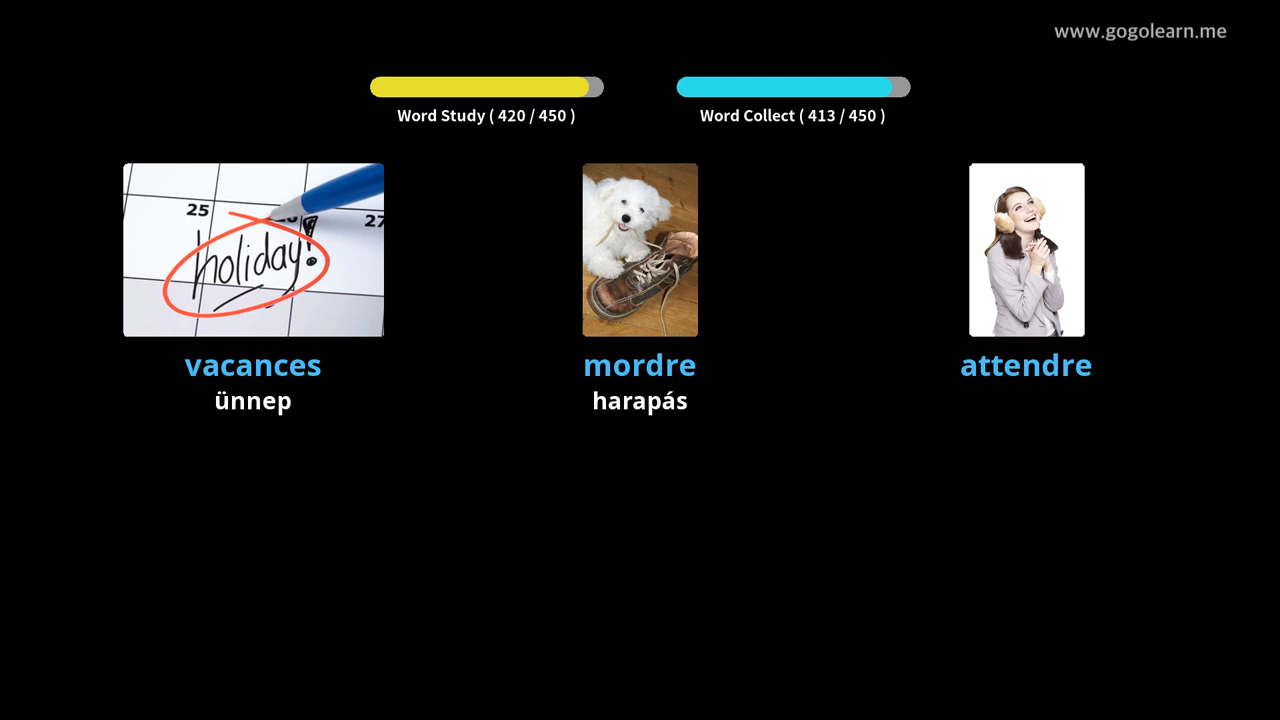 www.gogolearn.me
Word Study ( 420 / 450 )
Word Collect ( 413 / 450 )
25
27
holiday!
vacances
mordre
attendre
ünnep
harapás